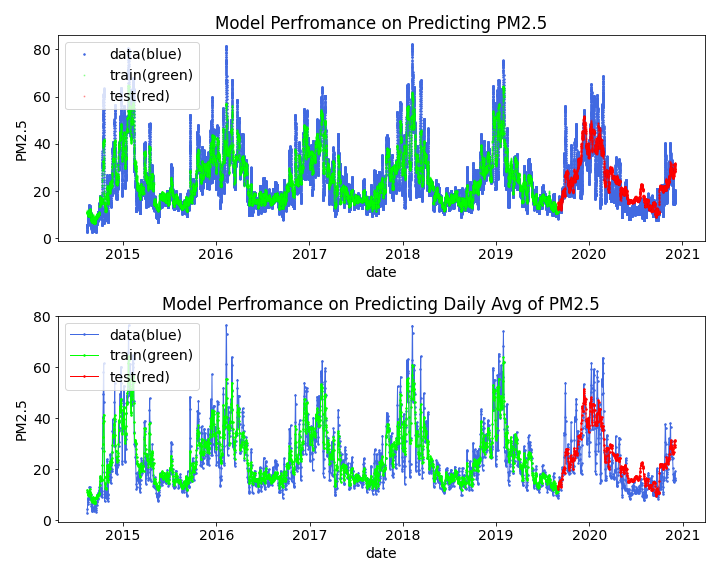 Model Perfromance on Predicting PM2.5
data(blue)
train(green)
test(red)
80
60
40
20
0
PM2.5
2015 2016 2017 2018 2019 2020 2021
date
Model Perfromance on Predicting Daily Avg of PM2.5
data(blue)
train(green)
test(red)
80
60
40
20
0
PM2.5
2015 2016 2017 2018 2019 2020 2021
date